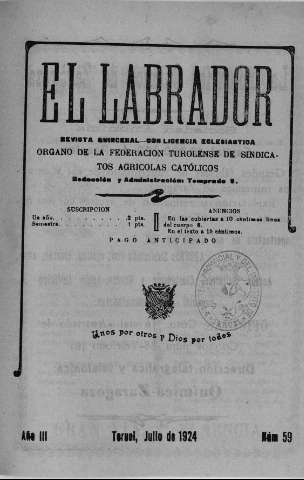 EL LABRADOR
REVISTA QUINCENAL—CON LICENCIA ECLESIASTICA
ORGANO DE LA FEDERACION TUROLENSE DE SINDICA-
TOS AGRICOLAS CATÓLICOS
Redacción y Administración: Temprado 9.
SUSCRIPCION
Un año. . . . . . . . . . 2 pts.
Semestre. . . . . . . . . 1 pta.
ANUNCIOS
En las cubiertas a 10 céntimos línea
del cuerpo 8.
En el texto a 15 céntimos.
PAGO ANTICIPADO
Unos por otros y Dios por todos
Año III
Teruel, Julio de 1924
Núm 59